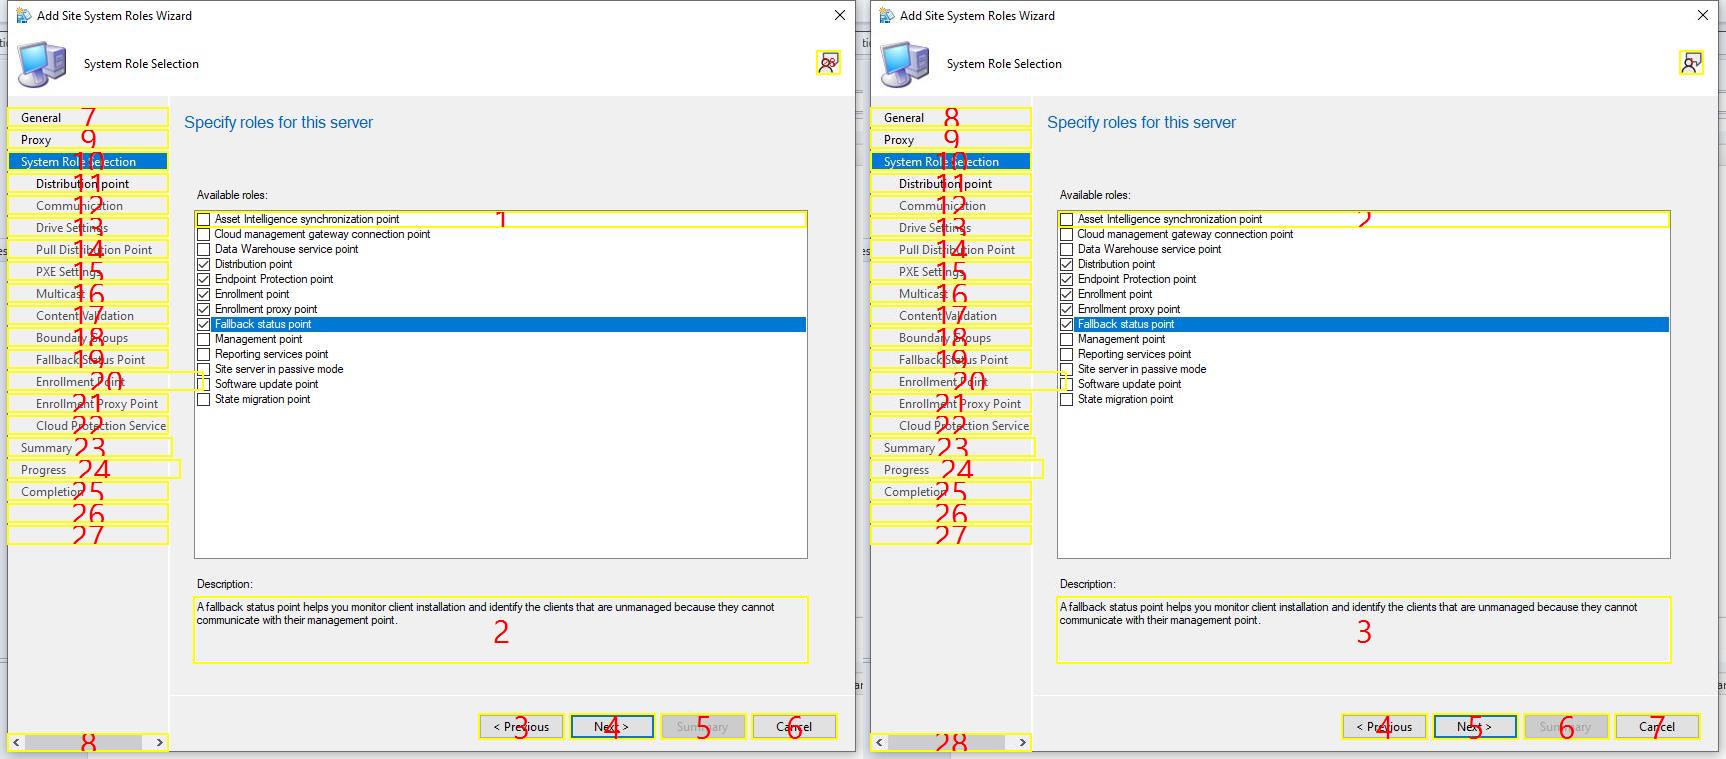 Add Site System Roles Wizard
System Role Selection
General 7
Proxy 9
System Role Selection 10
Distribution point 11
Communication 12
Drive Settings 13
Pull Distribution Point 14
PXE Settings 15
Multicast 16
Content Validation 17
Boundary Groups 18
Fallback Status Point 19
Enrollment Point 20
Enrollment Proxy Point 21
Cloud Protection Service 22
Summary 23
Progress 24
Completion 25
26
27
8
Specify roles for this server
Available roles:
Asset Intelligence synchronization point 1
Cloud management gateway connection point
Data Warehouse service point
Distribution point
Endpoint Protection point
Enrollment point
Enrollment proxy point
Fallback status point
Management point
Reporting services point
Site server in passive mode
Software update point
State migration point
Description:
A fallback status point helps you monitor client installation and identify the clients that are unmanaged because they cannot
communicate with their management point.
2
< Previous 3
Next > 4
Summary 5
Cancel 6
Add Site System Roles Wizard
System Role Selection
General 8
Proxy 9
System Role Selection 10
Distribution point 11
Communication 12
Drive Settings 13
Pull Distribution Point 14
PXE Settings 15
Multicast 16
Content Validation 17
Boundary Groups 18
Fallback Status Point 19
Enrollment Point 20
Enrollment Proxy Point 21
Cloud Protection Service 22
Summary 23
Progress 24
Completion 25
26
27
28
Specify roles for this server
Available roles:
Asset Intelligence synchronization point 2
Cloud management gateway connection point
Data Warehouse service point
Distribution point
Endpoint Protection point
Enrollment point
Enrollment proxy point
Fallback status point
Management point
Reporting services point
Site server in passive mode
Software update point
State migration point
Description:
A fallback status point helps you monitor client installation and identify the clients that are unmanaged because they cannot
communicate with their management point.
3
< Previous 4
Next > 5
Summary 6
Cancel 7